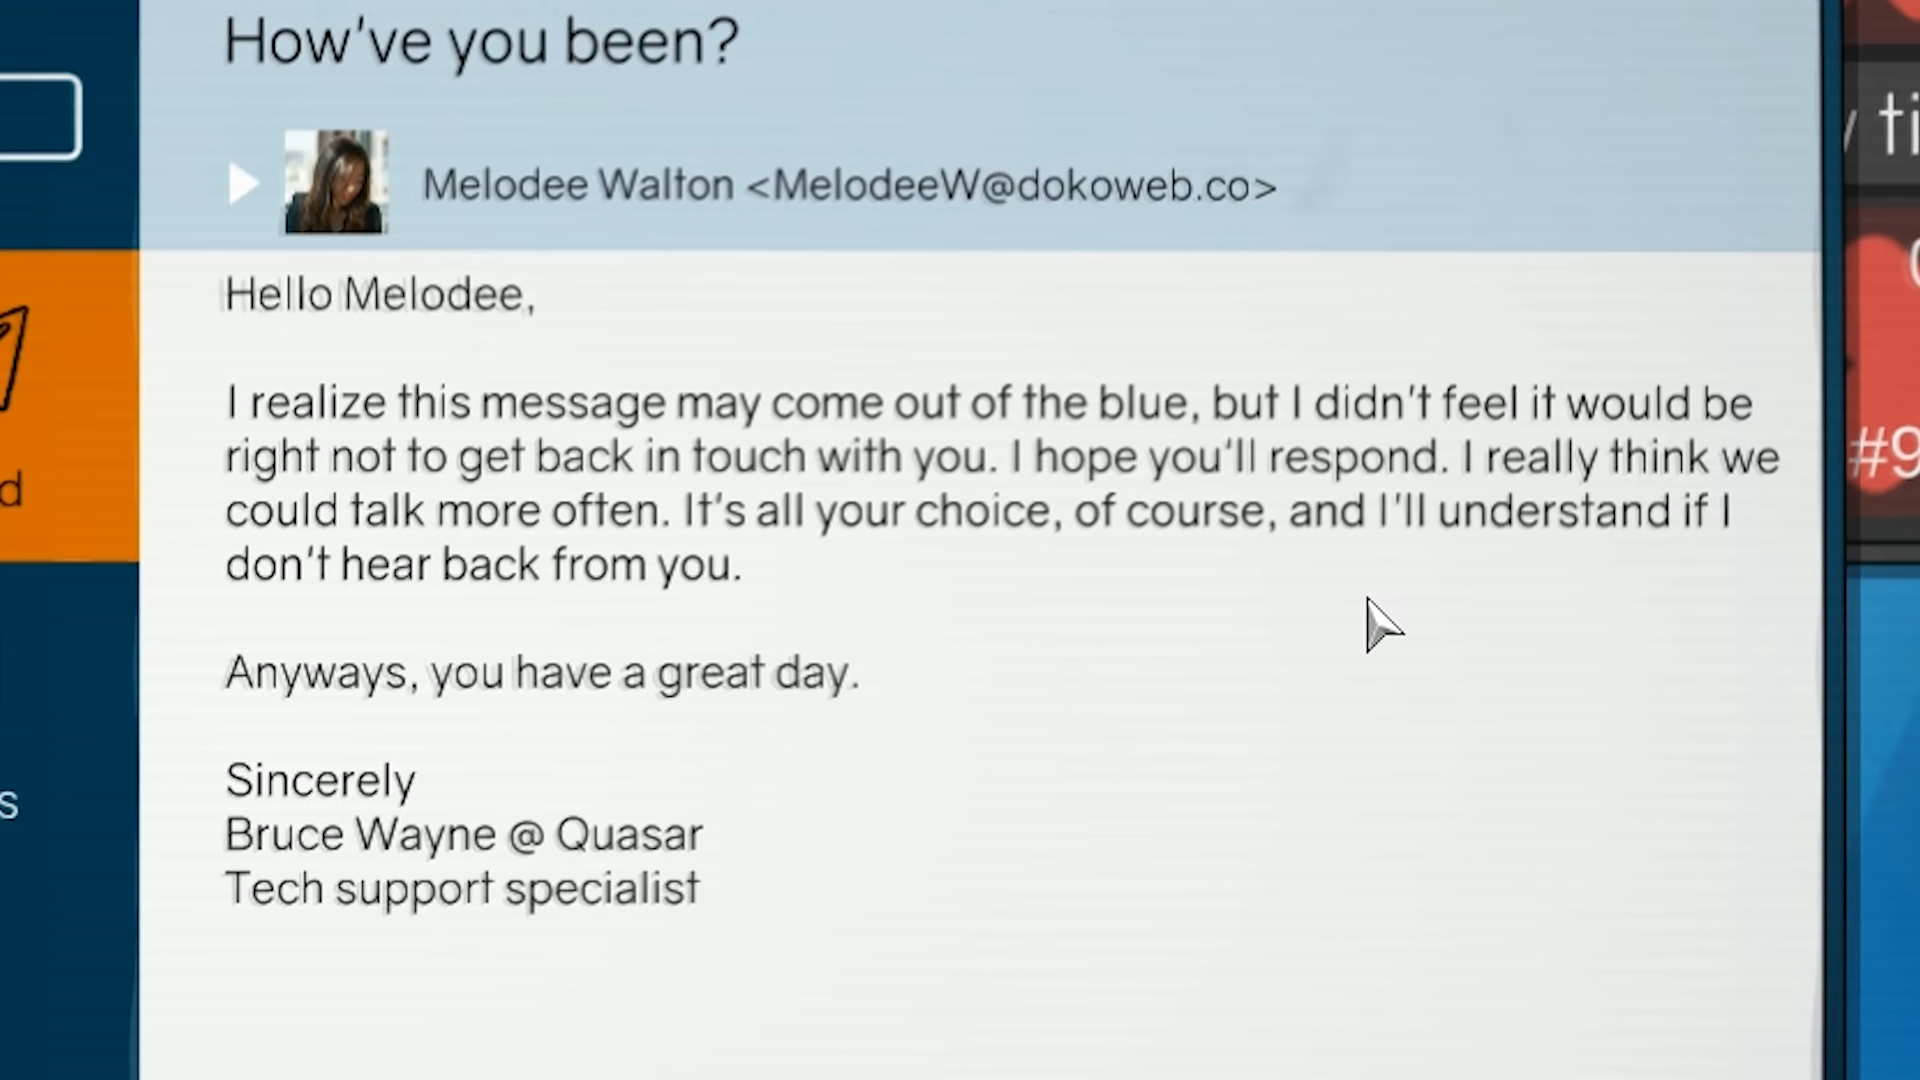 How've you been?
Melodee Walton <MelodeeW@dokoweb.co>
Hello Melodee,
I realize this message may come out of the blue, but I didn't feel it would be
right not to get back in touch with you. I hope you'll respond. I really think we
could talk more often. It's all your choice, of course, and I'll understand if I
don't hear back from you.
Anyways, you have a great day.
Sincerely
Bruce Wayne @ Quasar
Tech support specialist